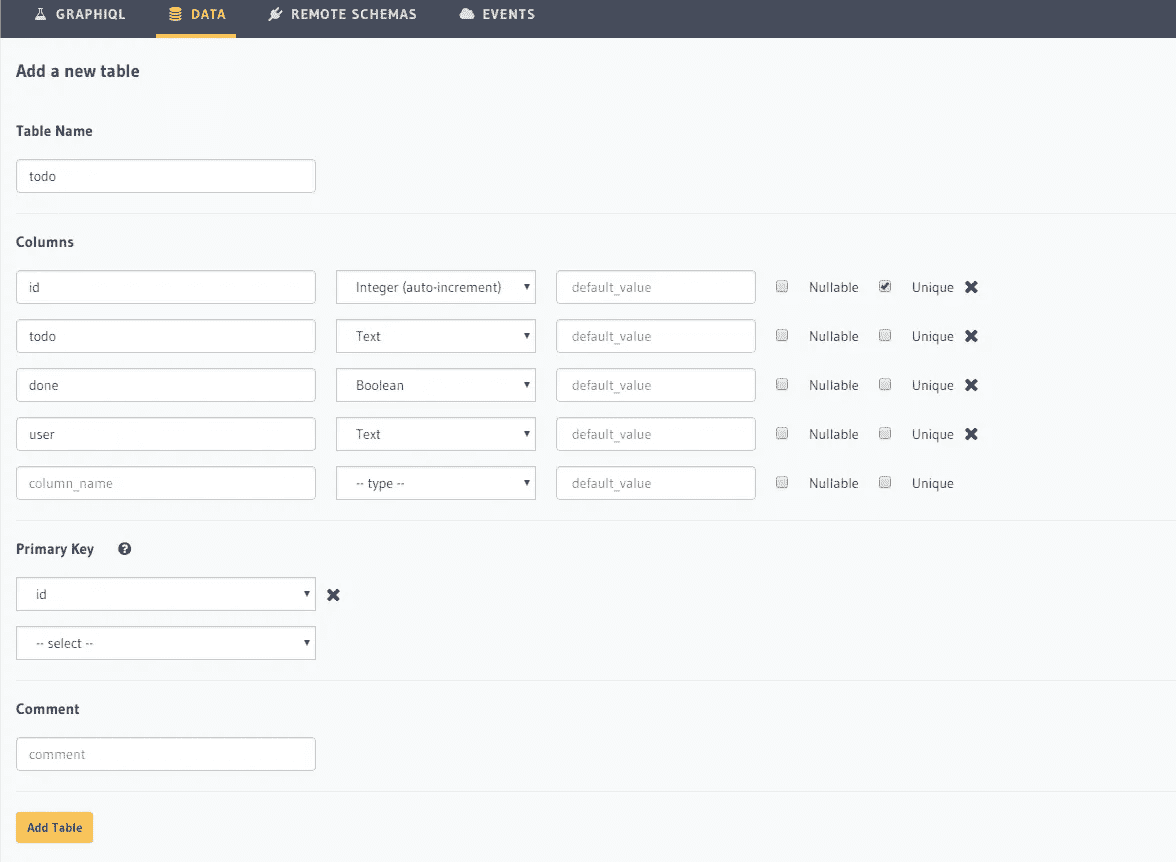 GRAPHIQL DATA REMOTE SCHEMAS EVENTS
Add a new table
Table Name
todo
Columns
id Integer (auto-increment) default_value Nullable Unique
todo Text default_value Nullable Unique
done Boolean default_value Nullable Unique
user Text default_value Nullable Unique
column_name -- type -- default_value Nullable Unique
Primary Key ?
id
-- select --
Comment
comment
Add Table